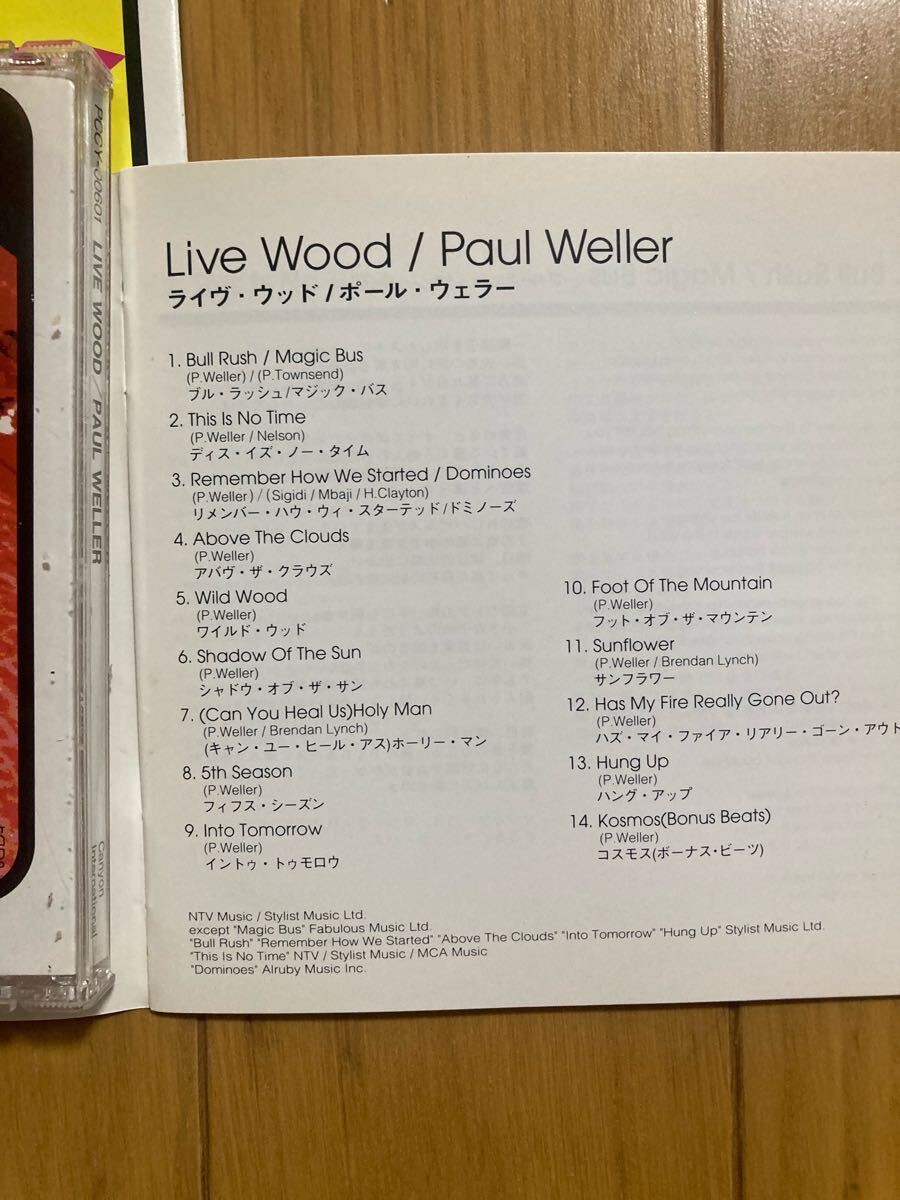 PCCY-00601 LIVE WOOD / PAUL WELLER
Canyon
International
Live Wood / Paul Weller
ライヴ・ウッド/ポール・ウェラー
1. Bull Rush / Magic Bus
(P.Weller) / (P.Townsend)
ブル・ラッシュ/マジック・バス
2. This Is No Time
(P.Weller / Nelson)
ディス・イズ・ノー・タイム
3. Remember How We Started / Dominoes
(P.Weller) / (Sigidi / Mbaji / H.Clayton)
リメンバー・ハウ・ウィ・スターテッド/ドミノーズ
4. Above The Clouds
(P.Weller)
アバヴ・ザ・クラウズ
5. Wild Wood
(P.Weller)
ワイルド・ウッド
6. Shadow Of The Sun
(P.Weller)
シャドウ・オブ・ザ・サン
7. (Can You Heal Us)Holy Man
(P.Weller / Brendan Lynch)
(キャン・ユー・ヒール・アス)ホーリー・マン
8. 5th Season
(P.Weller)
フィフス・シーズン
9. Into Tomorrow
(P.Weller)
イントゥ・トゥモロウ
10. Foot Of The Mountain
(P.Weller)
フット・オブ・ザ・マウンテン
11. Sunflower
(P.Weller / Brendan Lynch)
サンフラワー
12. Has My Fire Really Gone Out?
(P.Weller)
ハズ・マイ・ファイア・リアリー・ゴーン・アウト
13. Hung Up
(P.Weller)
ハング・アップ
14. Kosmos(Bonus Beats)
(P.Weller)
コスモス(ボーナス・ビーツ)
NTV Music / Stylist Music Ltd.
except "Magic Bus" Fabulous Music Ltd.
"Bull Rush" "Remember How We Started" "Above The Clouds" "Into Tomorrow" "Hung Up" Stylist Music Ltd.
"This Is No Time" NTV / Stylist Music / MCA Music
"Dominoes" Alruby Music Inc.